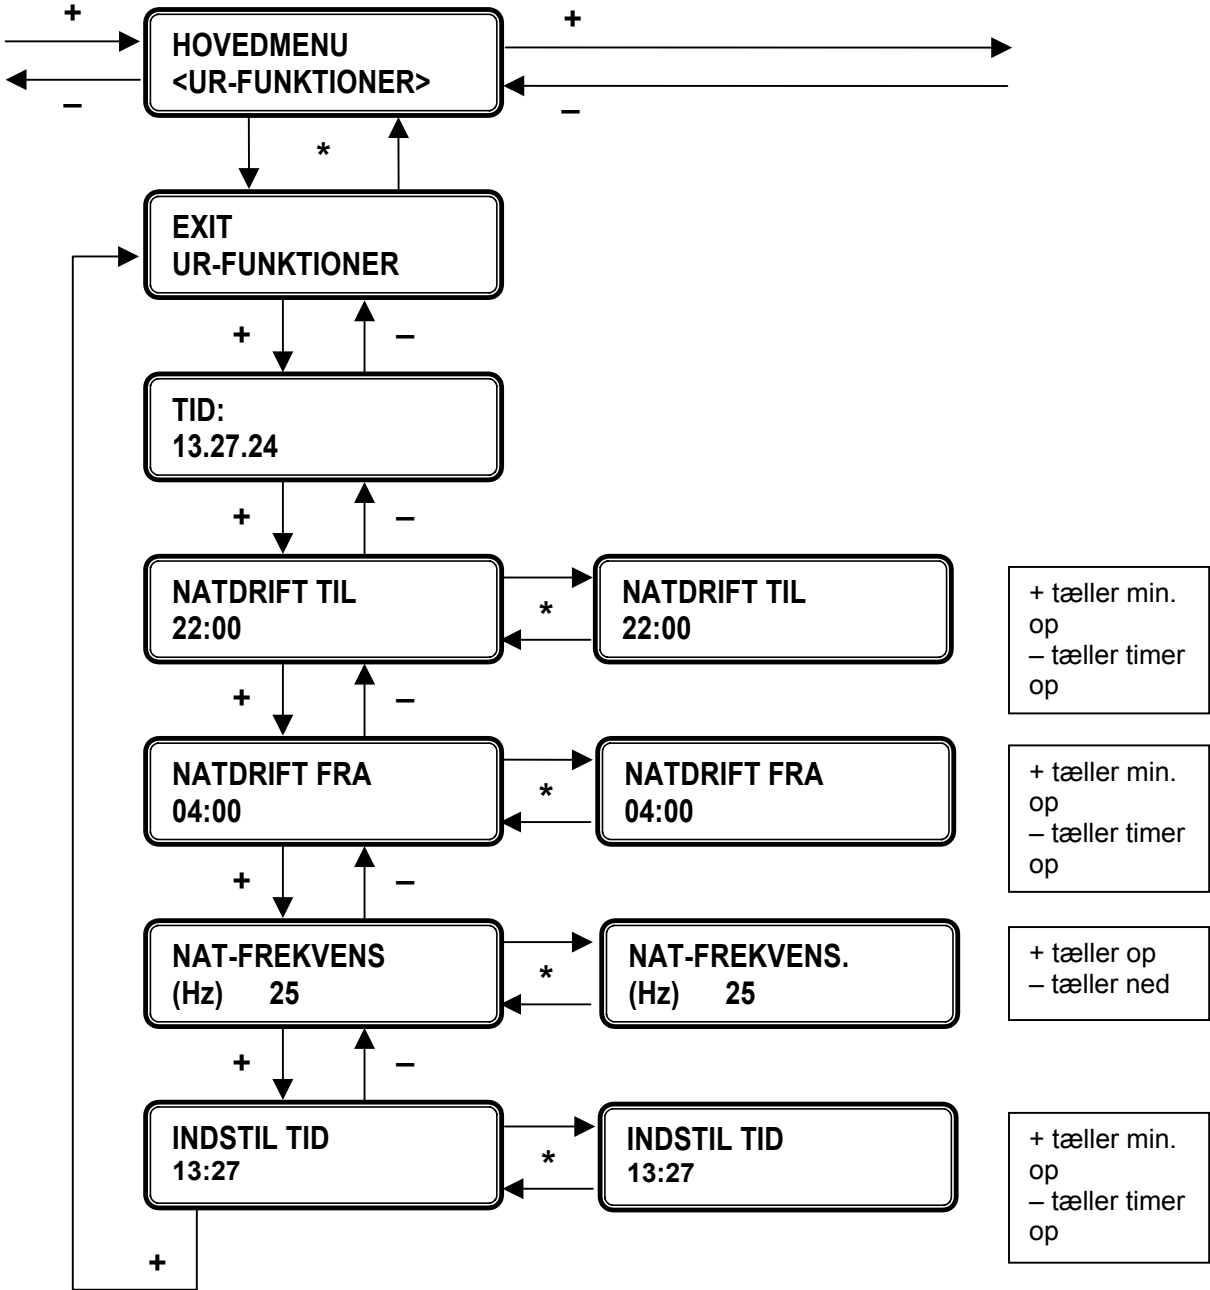 +
+
HOVEDMENU
<UR-FUNKTIONER>
–
–
*
EXIT
UR-FUNKTIONER
+
–
TID:
13.27.24
+
–
NATDRIFT TIL
22:00
*
NATDRIFT TIL
22:00
+ tæller min.
op
– tæller timer
op
+
–
NATDRIFT FRA
04:00
*
NATDRIFT FRA
04:00
+ tæller min.
op
– tæller timer
op
+
–
NAT-FREKVENS
(Hz) 25
*
NAT-FREKVENS.
(Hz) 25
+ tæller op
– tæller ned
+
–
INDSTIL TID
13:27
*
INDSTIL TID
13:27
+ tæller min.
op
– tæller timer
op
+